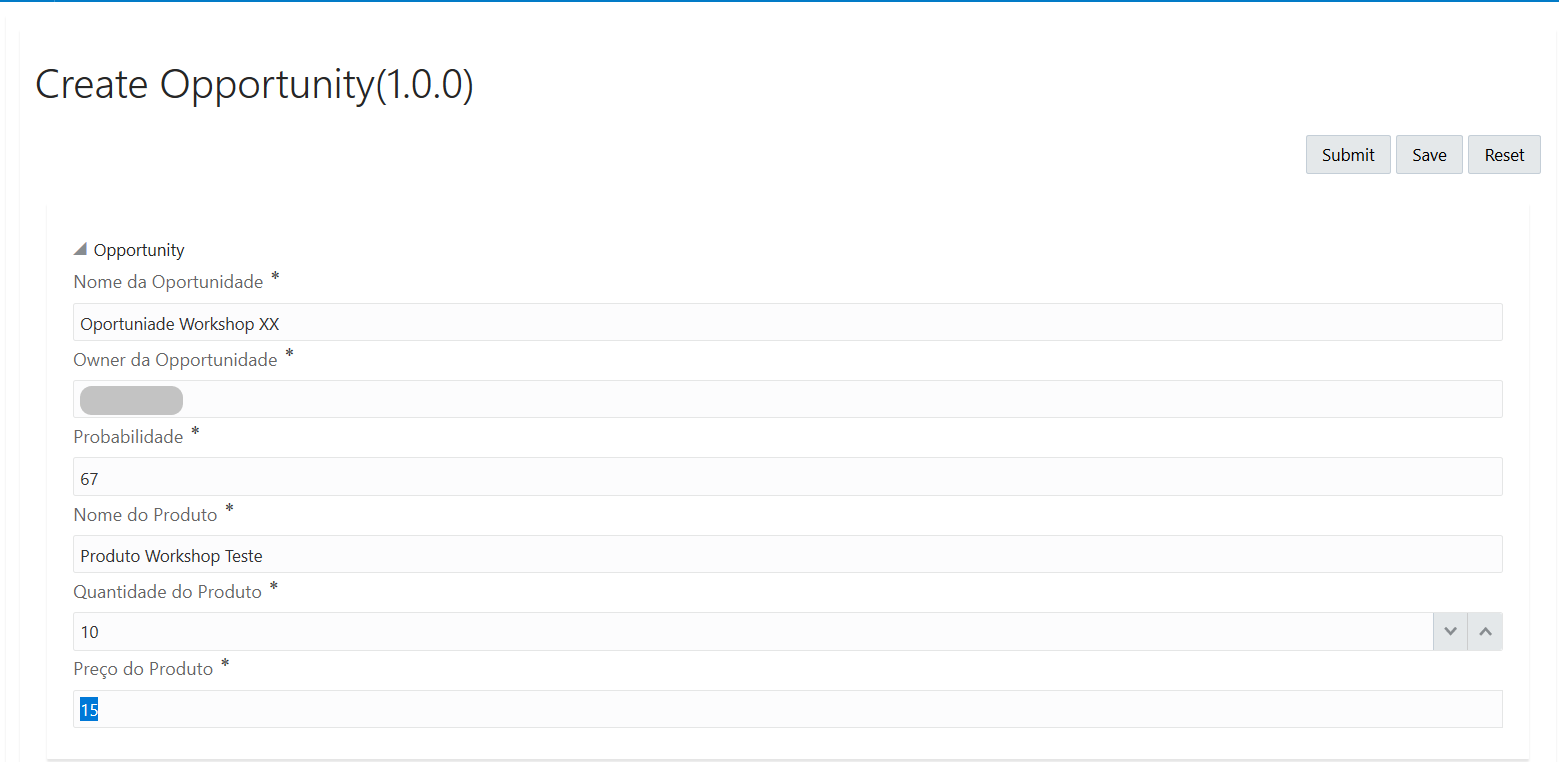 Create Opportunity(1.0.0)
Submit Save Reset
Opportunity
Nome da Oportunidade *
Oportuniade Workshop XX
Owner da Opportunidade *
Probabilidade *
67
Nome do Produto *
Produto Workshop Teste
Quantidade do Produto *
10
Preço do Produto *
15